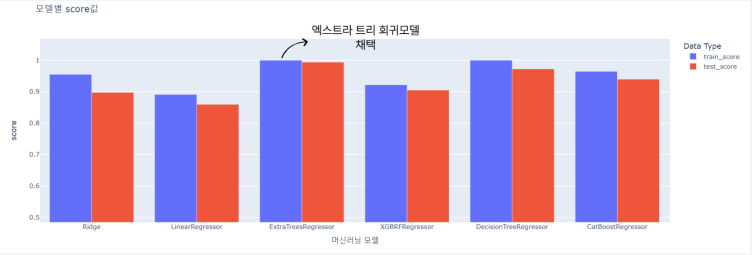 모델별 score값
엑스트라 트리 회귀모델
채택
Data Type
train_score
test_score
1
0.9
0.8
0.7
0.6
0.5
score
Ridge
LinearRegressor
ExtraTreesRegressor
XGBRFRegressor
DecisionTreeRegressor
CatBoostRegressor
머신러닝 모델